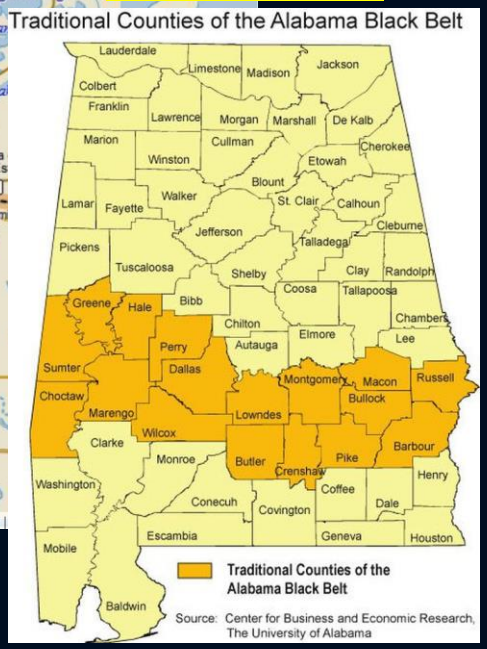 Traditional Counties of the Alabama Black Belt
Lauderdale
Limestone
Madison
Jackson
Colbert
Franklin
Lawrence
Morgan
Marshall
De Kalb
Marion
Cullman
Cherokee
Winston
Etowah
Blount
Lamar
Fayette
Walker
St. Clair
Calhoun
Jefferson
Cleburne
Pickens
Talladega
Tuscaloosa
Shelby
Clay
Randolph
Greene
Hale
Bibb
Coosa
Tallapoosa
Chilton
Chambers
Perry
Autauga
Elmore
Lee
Sumter
Dallas
Montgomery
Macon
Russell
Choctaw
Bullock
Marengo
Lowndes
Clarke
Wilcox
Barbour
Monroe
Butler
Pike
Crenshaw
Henry
Washington
Coffee
Conecuh
Covington
Dale
Escambia
Geneva
Houston
Mobile
Baldwin
Traditional Counties of the
Alabama Black Belt
Source: Center for Business and Economic Research,
The University of Alabama